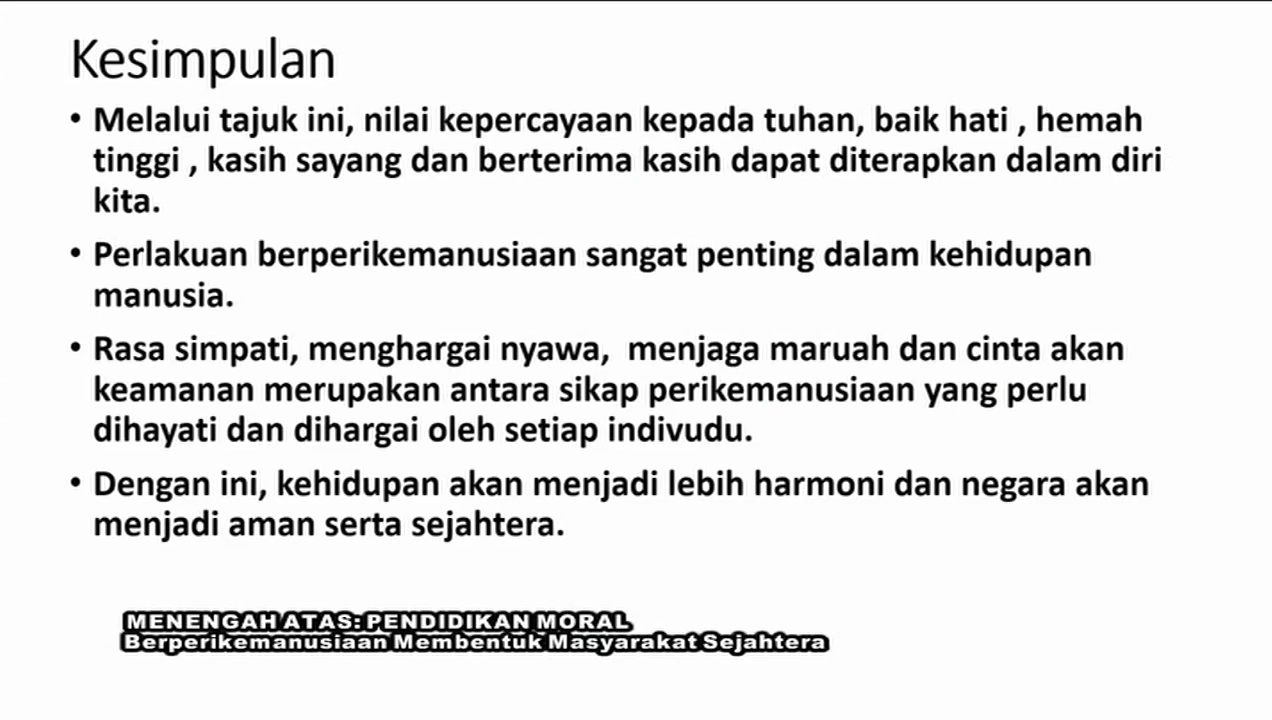 Kesimpulan
• Melalui tajuk ini, nilai kepercayaan kepada tuhan, baik hati , hemah
tinggi , kasih sayang dan berterima kasih dapat diterapkan dalam diri
kita.
• Perlakuan berperikemanusiaan sangat penting dalam kehidupan
manusia.
• Rasa simpati, menghargai nyawa,  menjaga maruah dan cinta akan
keamanan merupakan antara sikap perikemanusiaan yang perlu
dihayati dan dihargai oleh setiap indivudu.
• Dengan ini, kehidupan akan menjadi lebih harmoni dan negara akan
menjadi aman serta sejahtera.
MENENGAH ATAS: PENDIDIKAN MORAL
Berperikemanusiaan Membentuk Masyarakat Sejahtera